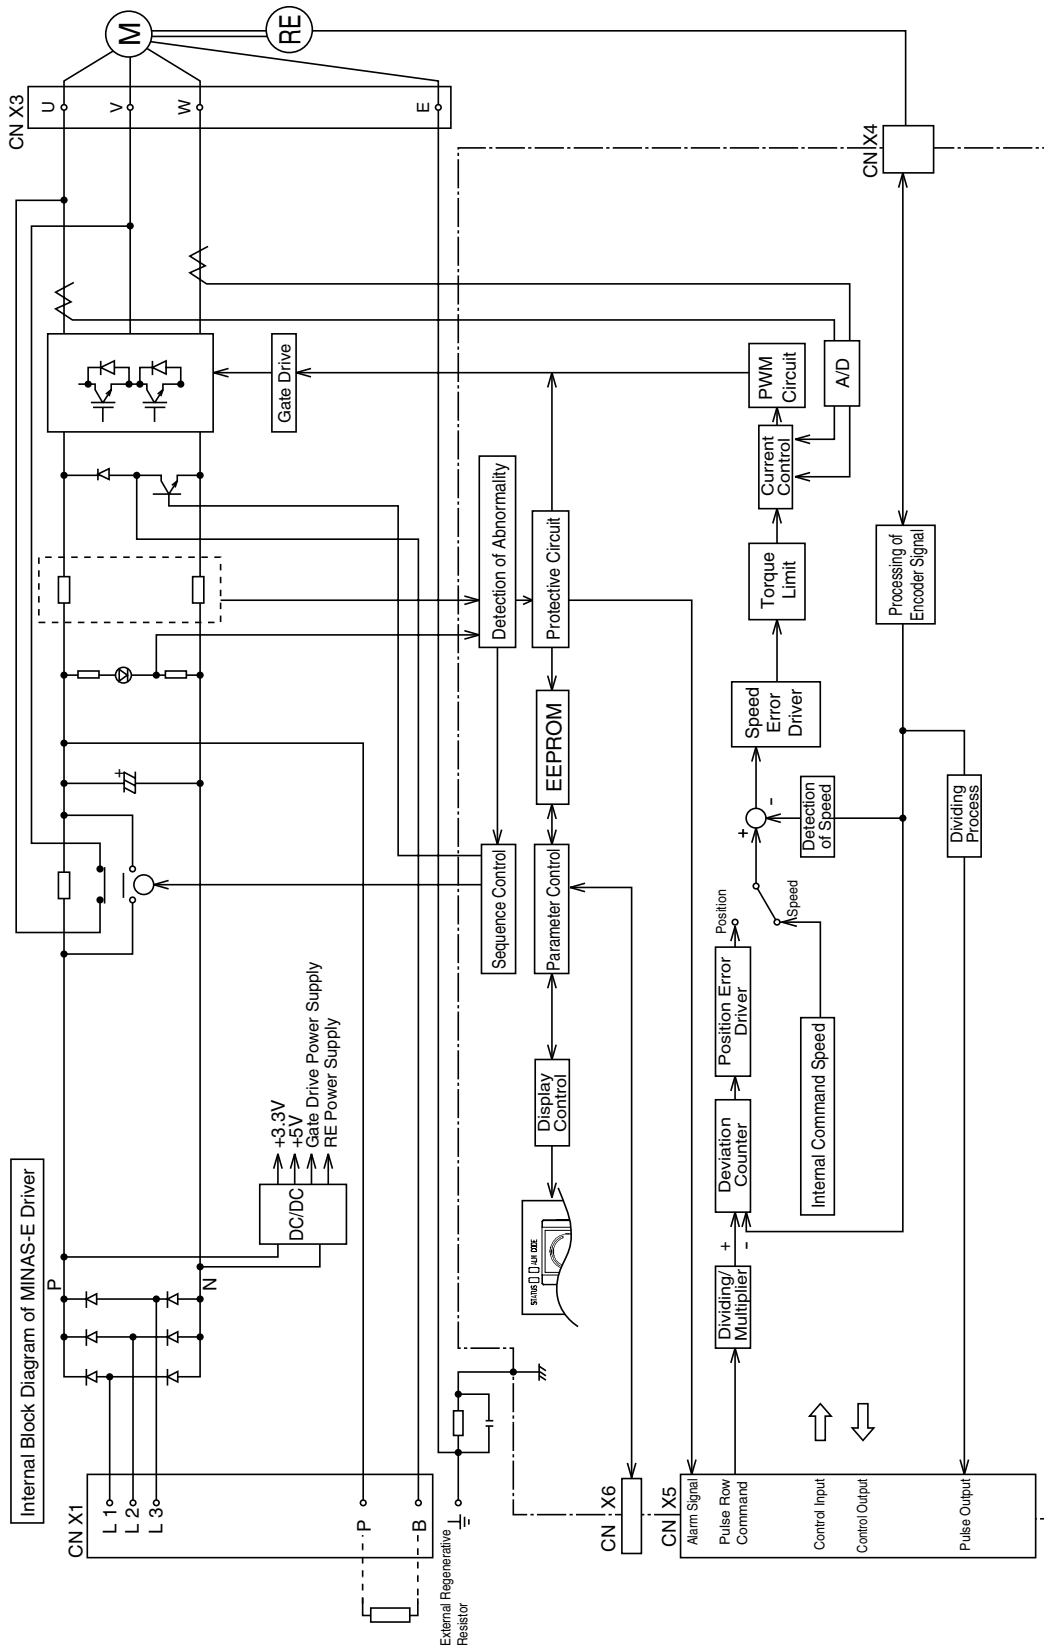 Internal Block Diagram of MINAS-E Driver
CN X1
L 1
L 2
L 3
P
B
External Regenerative
Resistor
P
N
DC/DC
+3.3V
+5V
Gate Drive Power Supply
RE Power Supply
CN X3
U
V
W
E
M
RE
Gate Drive
Detection of Abnormality
Sequence Control
Protective Circuit
EEPROM
Parameter Control
Display
Control
STATUS
ALM CODE
CN X6
CN X5
Alarm Signal
Pulse Row
Command
Control Input
Control Output
Pulse Output
Dividing/
Multiplier
+
-
Deviation
Counter
Position Error
Driver
Position
Speed
Internal Command Speed
+
-
Detection
of Speed
Speed
Error
Driver
Torque
Limit
Current
Control
PWM
Circuit
A/D
Processing of
Encoder Signal
Dividing
Process
CN X4
+